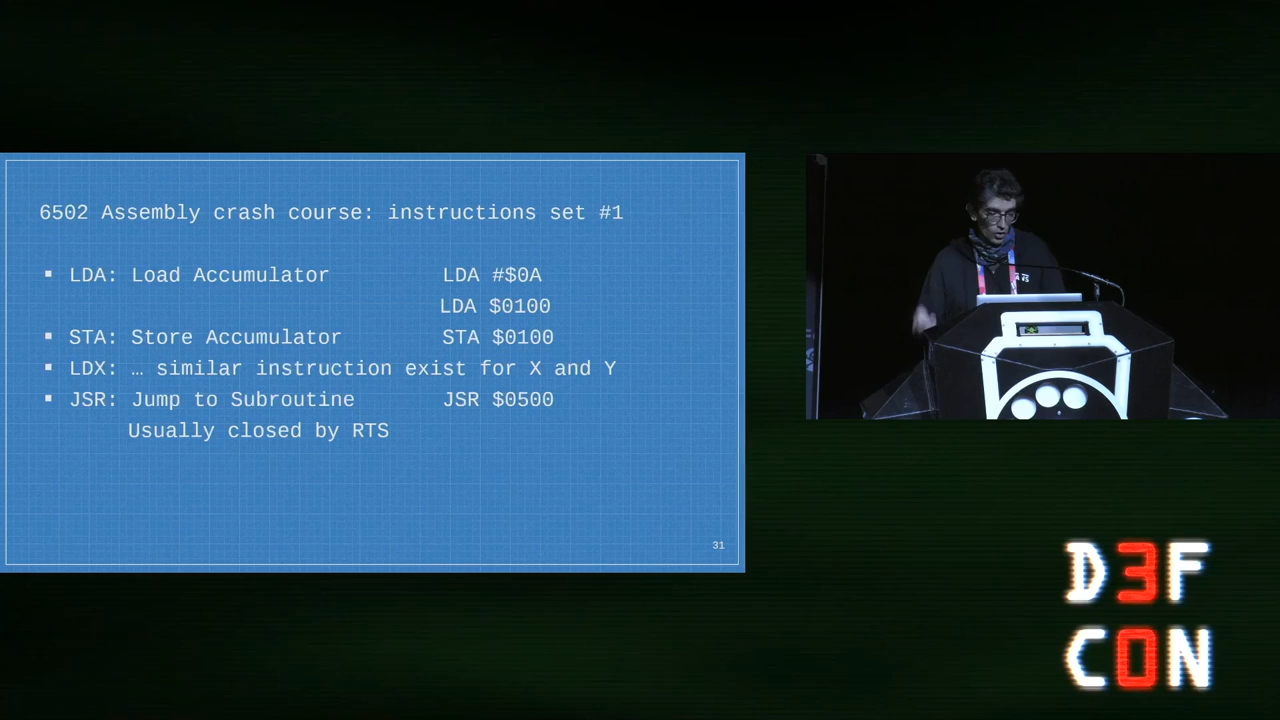 6502 Assembly crash course: instructions set #1
▪ LDA: Load Accumulator LDA #$0A
LDA $0100
▪ STA: Store Accumulator STA $0100
▪ LDX: … similar instruction exist for X and Y
▪ JSR: Jump to Subroutine JSR $0500
Usually closed by RTS
31
D3F
C0N